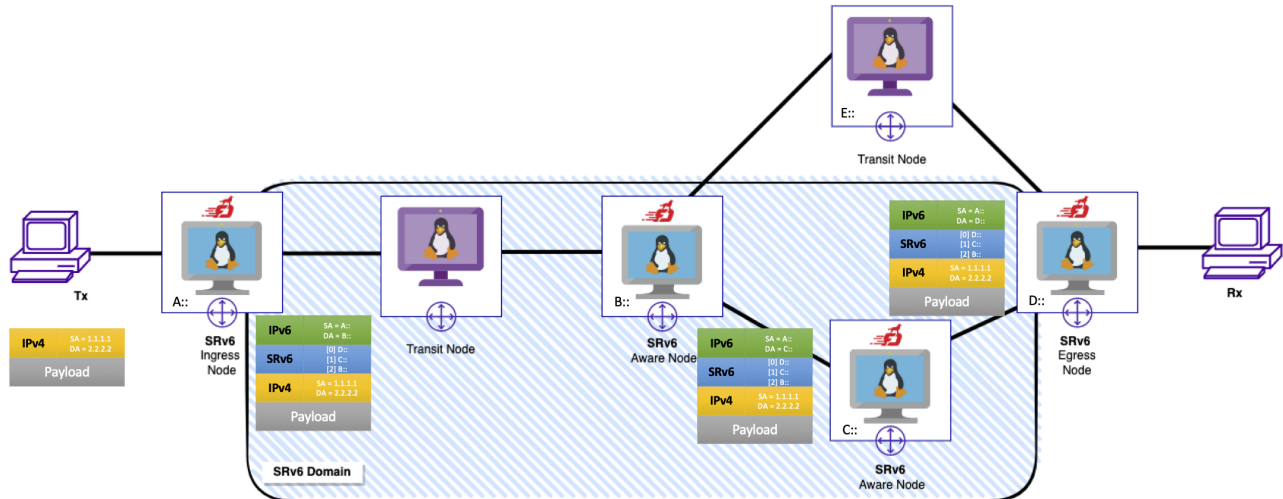 E::
Transit Node
Tx
IPv4
SA = 1.1.1.1
DA = 2.2.2.2
Payload
A::
SRv6
Ingress
Node
IPv6
SA = A::
DA = B::
SRv6
[0] D::
[1] C::
[2] B::
IPv4
SA = 1.1.1.1
DA = 2.2.2.2
Payload
Transit Node
B::
SRv6
Aware Node
IPv6
SA = A::
DA = C::
SRv6
[0] D::
[1] C::
[2] B::
IPv4
SA = 1.1.1.1
DA = 2.2.2.2
Payload
C::
SRv6
Aware Node
IPv6
SA = A::
DA = D::
SRv6
[0] D::
[1] C::
[2] B::
IPv4
SA = 1.1.1.1
DA = 2.2.2.2
Payload
D::
SRv6
Egress
Node
Rx
SRv6 Domain